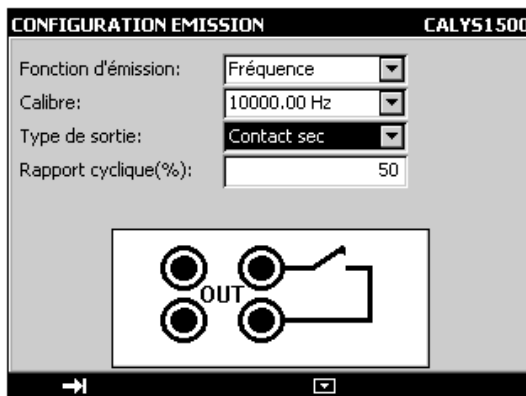 CONFIGURATION EMISSION CALYS1500
Fonction d'émission: Fréquence
Calibre: 10000.00 Hz
Type de sortie: Contact sec
Rapport cyclique(%): 50
OUT